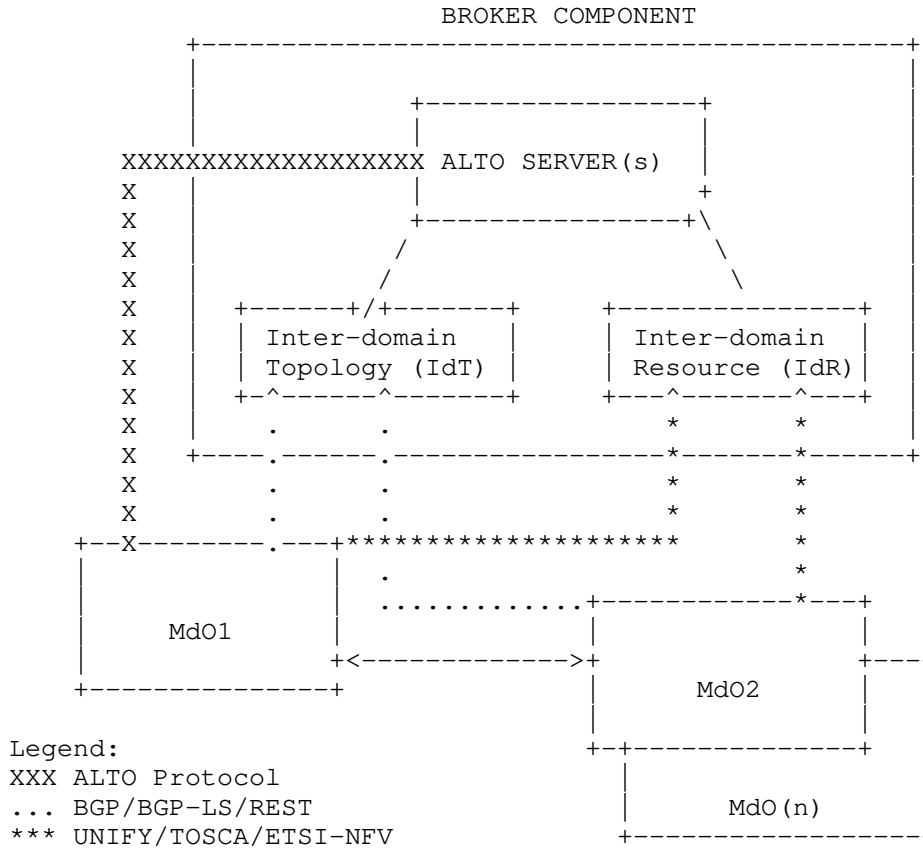 BROKER COMPONENT
ALTO SERVER(s)
Inter-domain
Topology (IdT)
Inter-domain
Resource (IdR)
MdO1
MdO2
MdO(n)
Legend:
XXX ALTO Protocol
... BGP/BGP-LS/REST
*** UNIFY/TOSCA/ETSI-NFV